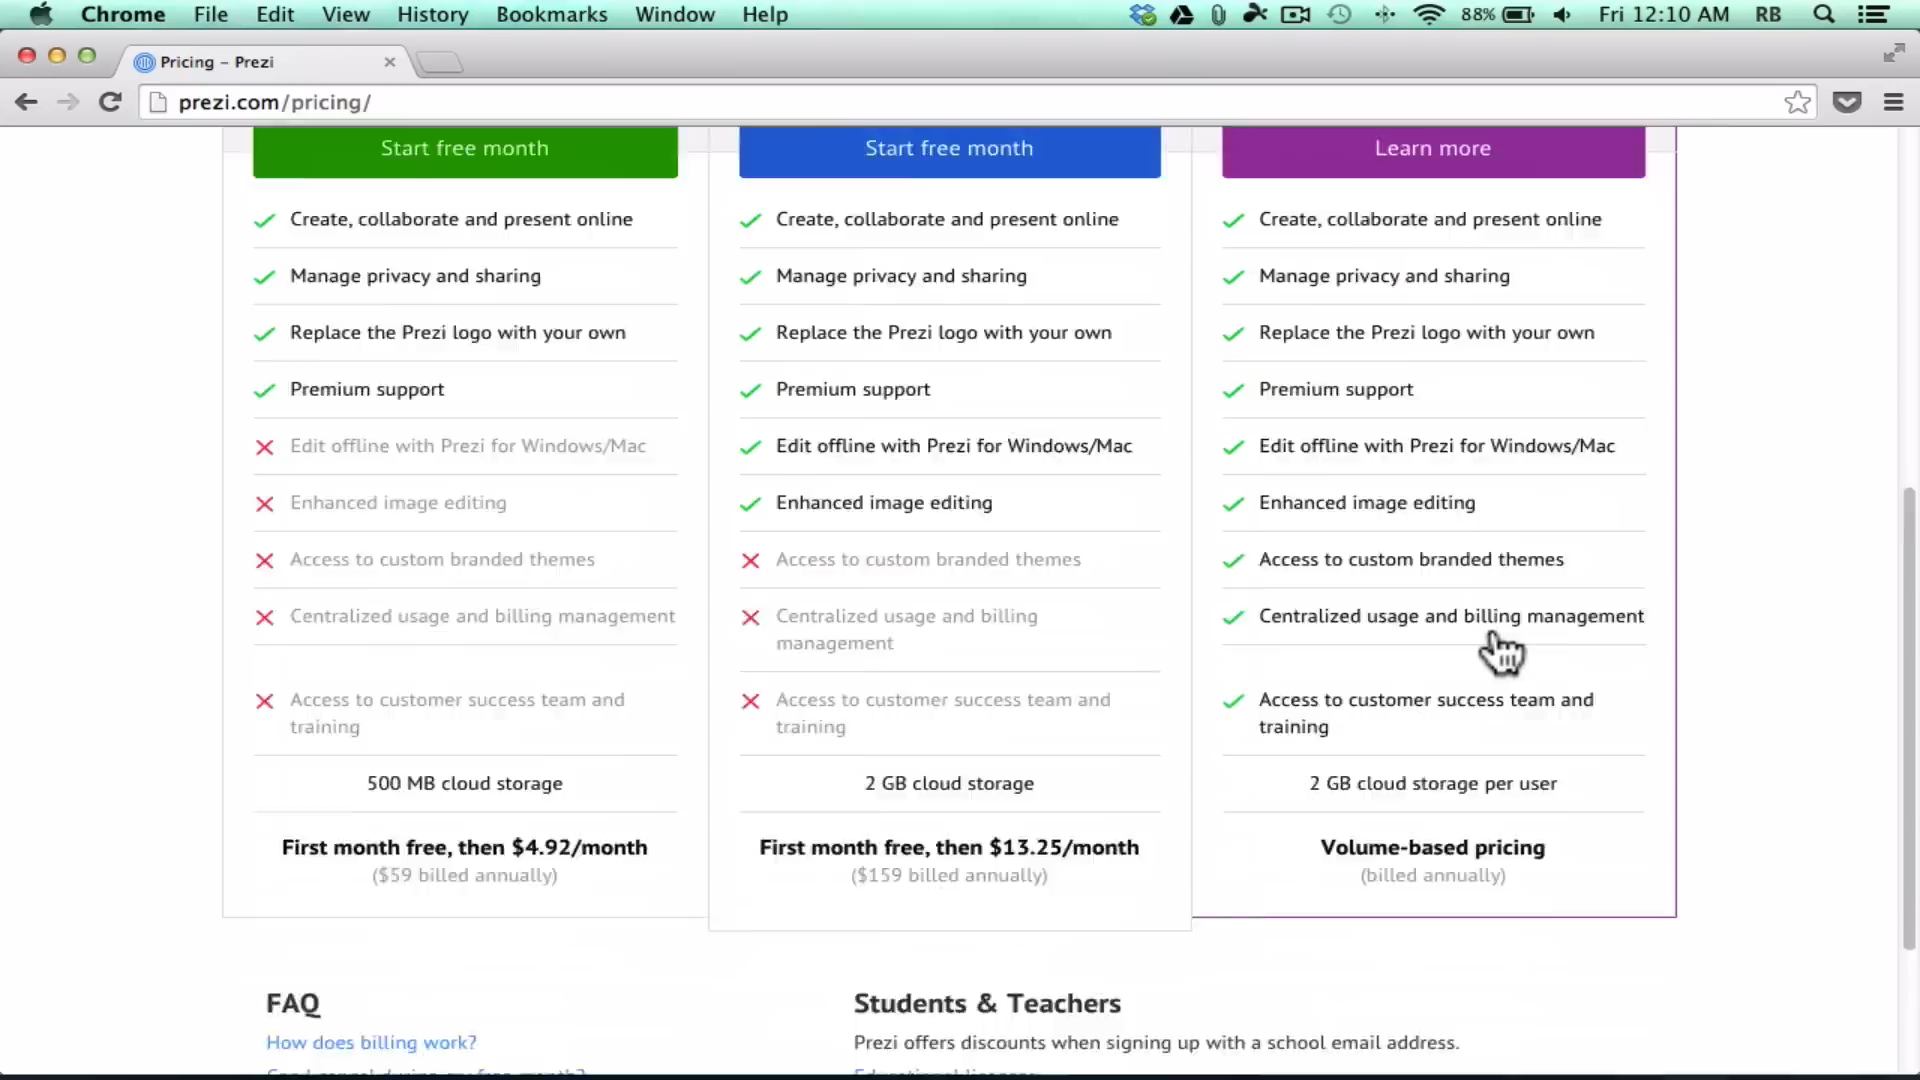 Chrome File Edit View History Bookmarks Window Help 88% Fri 12:10 AM RB
Pricing – Prezi
prezi.com/pricing/
Start free month
Create, collaborate and present online
Manage privacy and sharing
Replace the Prezi logo with your own
Premium support
Edit offline with Prezi for Windows/Mac
Enhanced image editing
Access to custom branded themes
Centralized usage and billing management
Access to customer success team and
training
500 MB cloud storage
First month free, then $4.92/month
($59 billed annually)
Start free month
Create, collaborate and present online
Manage privacy and sharing
Replace the Prezi logo with your own
Premium support
Edit offline with Prezi for Windows/Mac
Enhanced image editing
Access to custom branded themes
Centralized usage and billing
management
Access to customer success team and
training
2 GB cloud storage
First month free, then $13.25/month
($159 billed annually)
Learn more
Create, collaborate and present online
Manage privacy and sharing
Replace the Prezi logo with your own
Premium support
Edit offline with Prezi for Windows/Mac
Enhanced image editing
Access to custom branded themes
Centralized usage and billing management
Access to customer success team and
training
2 GB cloud storage per user
Volume-based pricing
(billed annually)
FAQ
How does billing work?
Students & Teachers
Prezi offers discounts when signing up with a school email address.